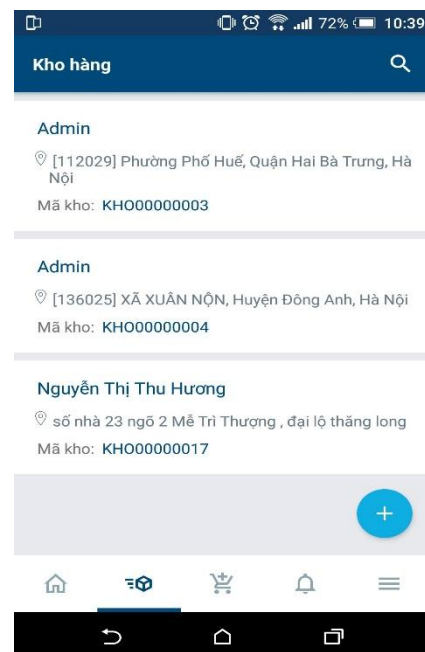 72% 10:39
Kho hàng
Admin
[112029] Phường Phố Huế, Quận Hai Bà Trưng, Hà
Nội
Mã kho: KHO00000003
Admin
[136025] XÃ XUÂN NỘN, Huyện Đông Anh, Hà Nội
Mã kho: KHO00000004
Nguyễn Thị Thu Hương
số nhà 23 ngõ 2 Mễ Trì Thượng , đại lộ thăng long
Mã kho: KHO00000017
+